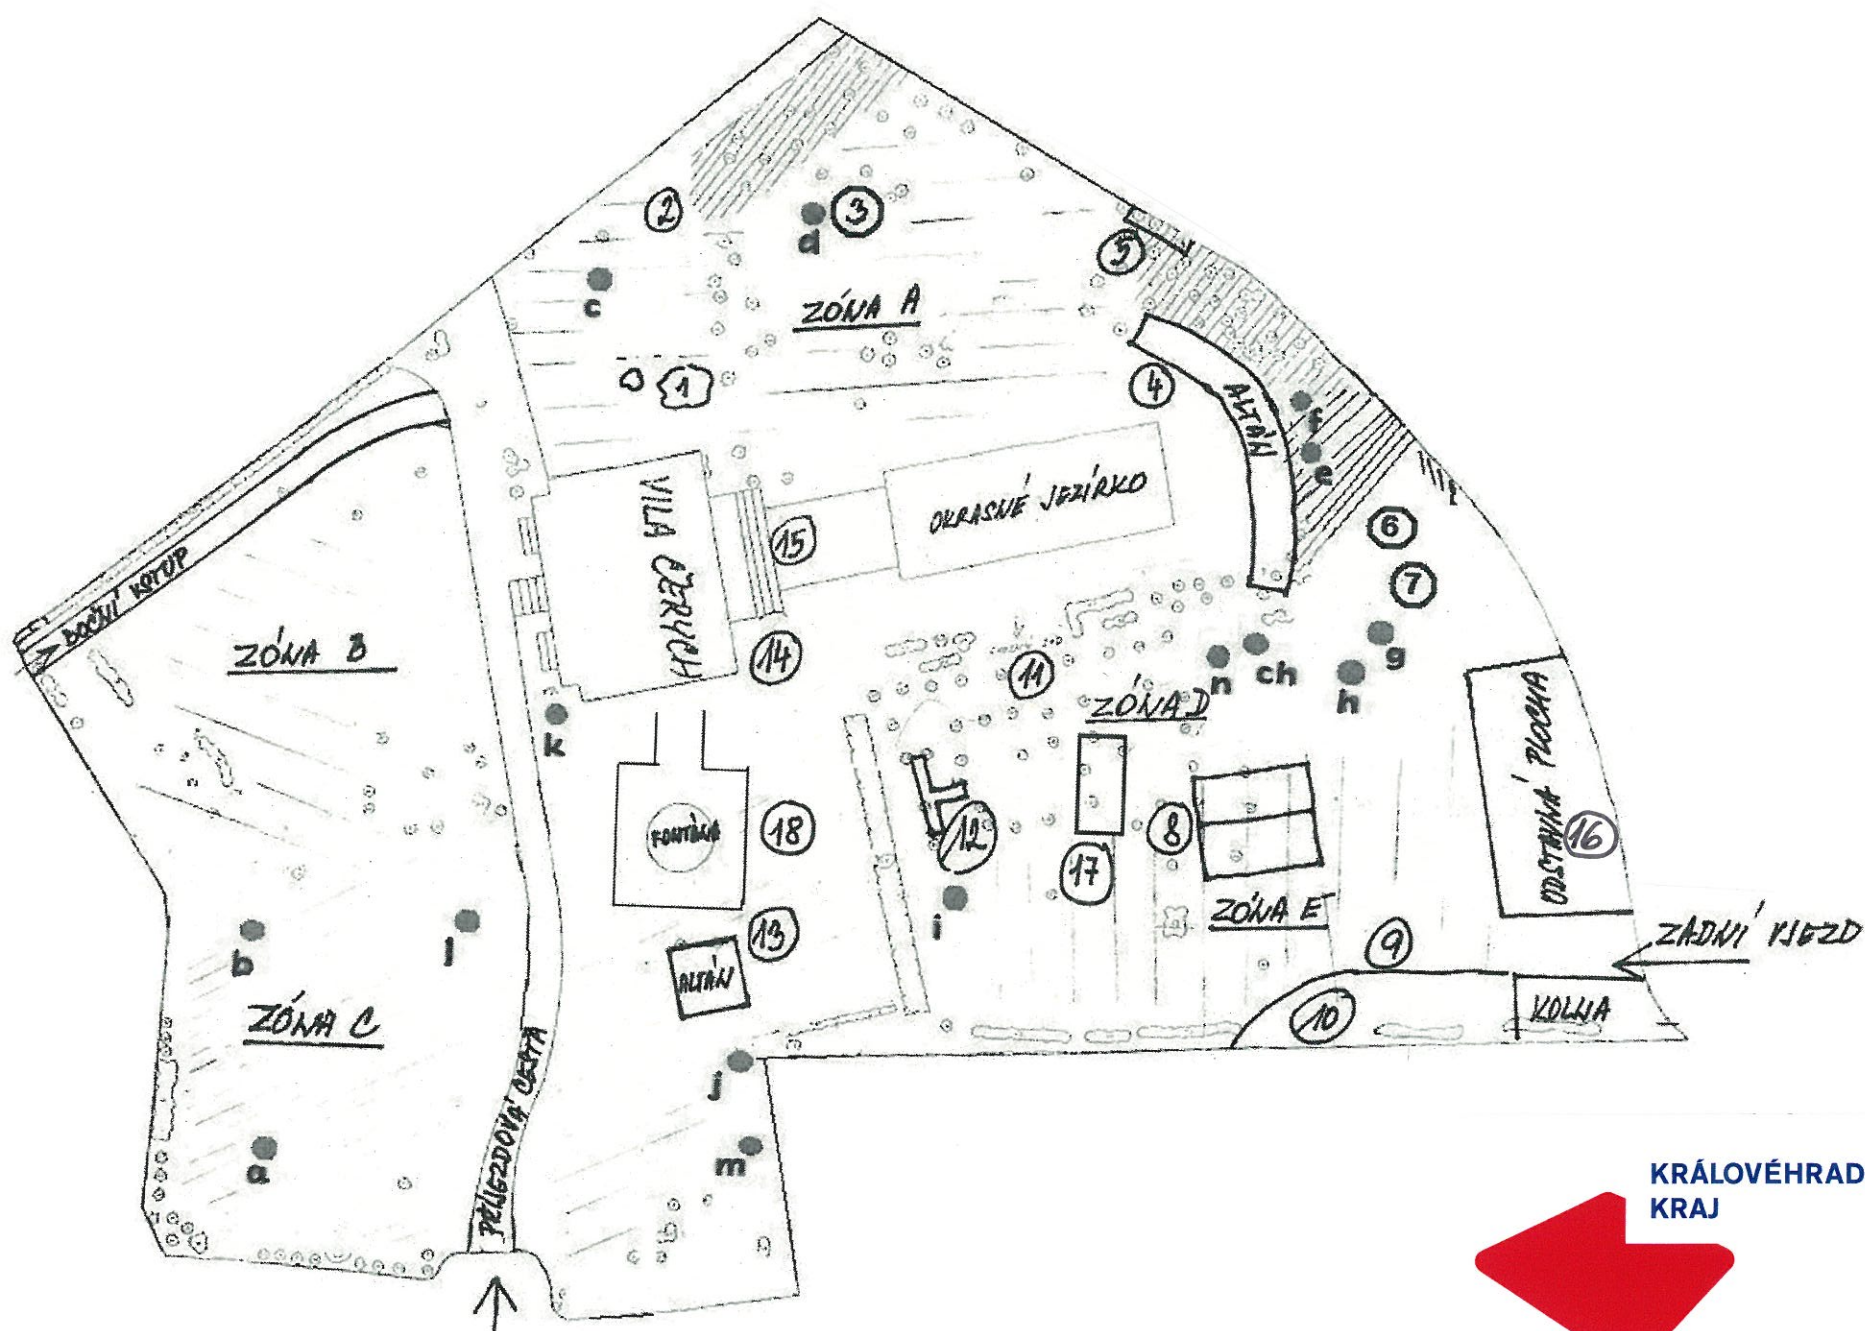 2
3
d
5
c
ZÓNA A
1
4
ALTÁN
f
e
VILA ČERYCH
15
OKRASNÉ JEZÍRKO
6
7
BOČNÍ VSTUP
ZÓNA B
14
11
n
ch
g
h
ZÓNA D
k
ODSTAVNÁ PLOCHA
16
FONTÁNA
18
12
17
8
b
l
i
ZÓNA E
13
ALTÁN
9
ZADNÍ VJEZD
ZÓNA C
10
KOLNA
PŘÍJEZDOVÁ CESTA
j
a
m
KRÁLOVÉHRAD
KRAJ